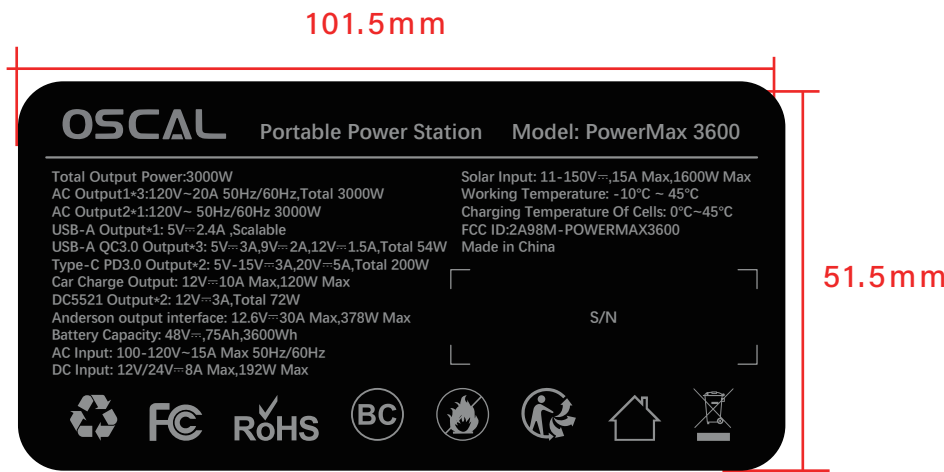 101.5mm
OSCAL Portable Power Station Model: PowerMax 3600
Total Output Power:3000W
AC Output1*3:120V~20A 50Hz/60Hz,Total 3000W
AC Output2*1:120V~ 50Hz/60Hz 3000W
USB-A Output*1: 5V⎓2.4A ,Scalable
USB-A QC3.0 Output*3: 5V⎓3A,9V⎓2A,12V⎓1.5A,Total 54W
Type-C PD3.0 Output*2: 5V-15V⎓3A,20V⎓5A,Total 200W
Car Charge Output: 12V⎓10A Max,120W Max
DC5521 Output*2: 12V⎓3A,Total 72W
Anderson output interface: 12.6V⎓30A Max,378W Max
Battery Capacity: 48V⎓,75Ah,3600Wh
AC Input: 100-120V~15A Max 50Hz/60Hz
DC Input: 12V/24V⎓8A Max,192W Max
Solar Input: 11-150V⎓,15A Max,1600W Max
Working Temperature: -10°C ~ 45°C
Charging Temperature Of Cells: 0°C~45°C
FCC ID:2A98M-POWERMAX3600
Made in China
S/N
51.5mm
FC RoHS BC